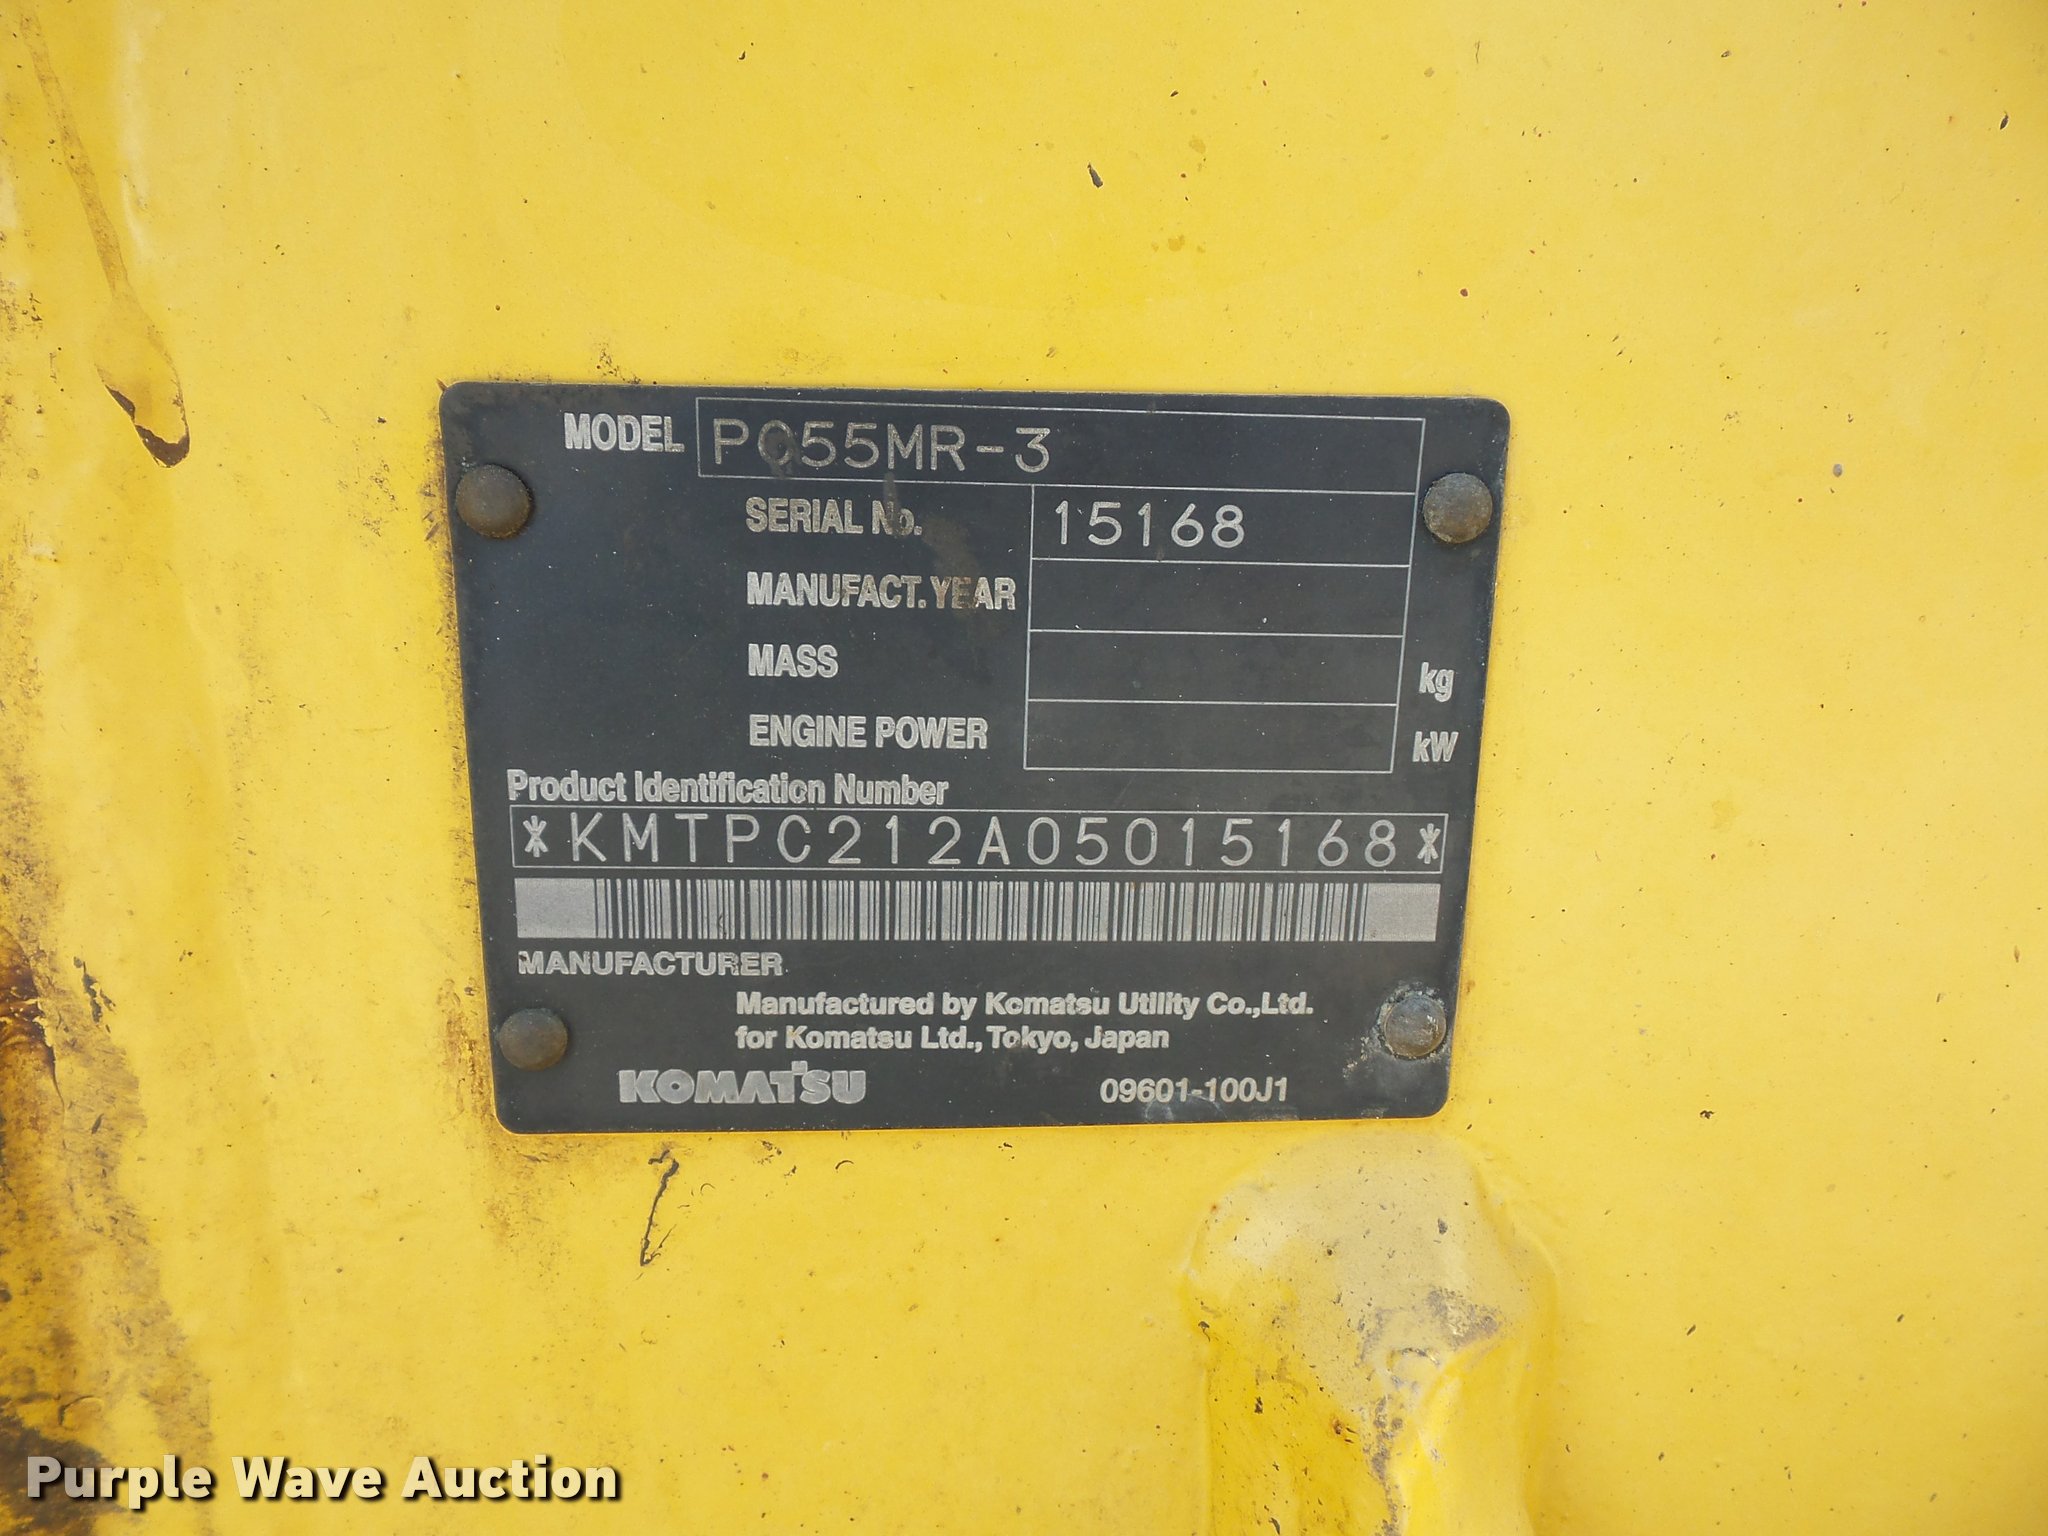 MODEL PC55MR-3
SERIAL No. 15168
MANUFACT. YEAR
MASS kg
ENGINE POWER kW
Product Identification Number
*KMTPC212A05015168*
MANUFACTURER
Manufactured by Komatsu Utility Co.,Ltd.
for Komatsu Ltd., Tokyo, Japan
KOMATSU 09601-100J1
Purple Wave Auction